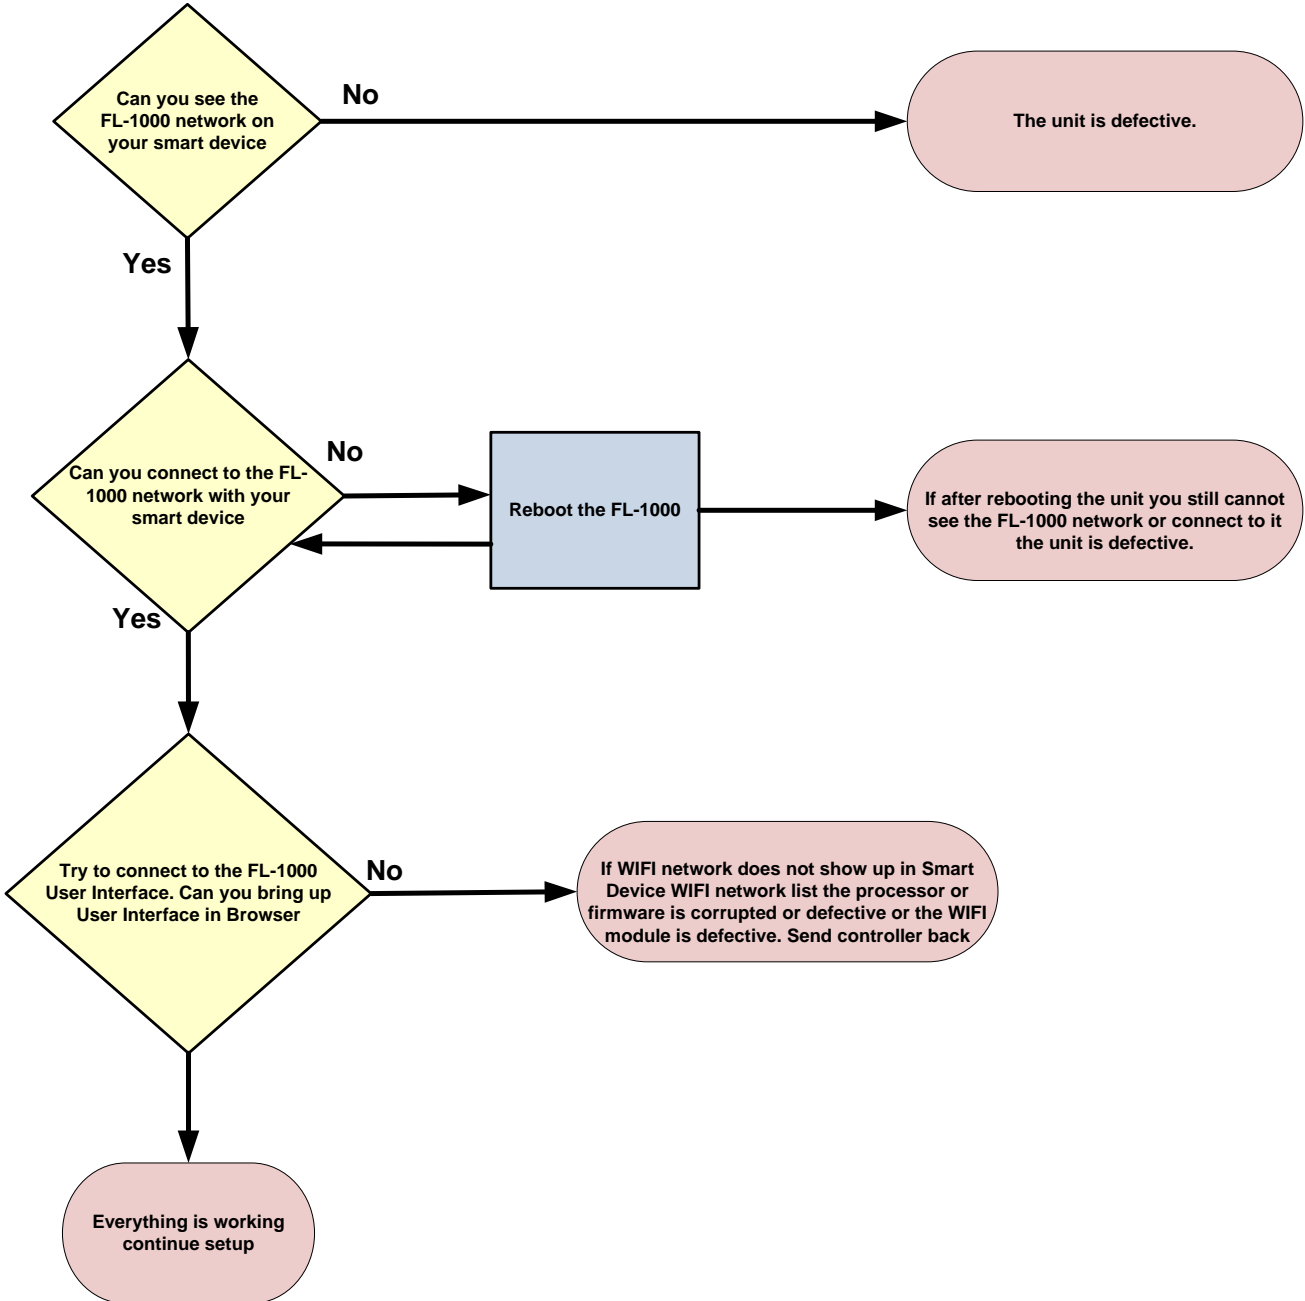 Can you see the
FL-1000 network on
your smart device
No
The unit is defective.
Yes
Can you connect to the FL-
1000 network with your
smart device
No
Reboot the FL-1000
If after rebooting the unit you still cannot
see the FL-1000 network or connect to it
the unit is defective.
Yes
Try to connect to the FL-1000
User Interface. Can you bring up
User Interface in Browser
No
If WIFI network does not show up in Smart
Device WIFI network list the processor or
firmware is corrupted or defective or the WIFI
module is defective. Send controller back
Everything is working
continue setup